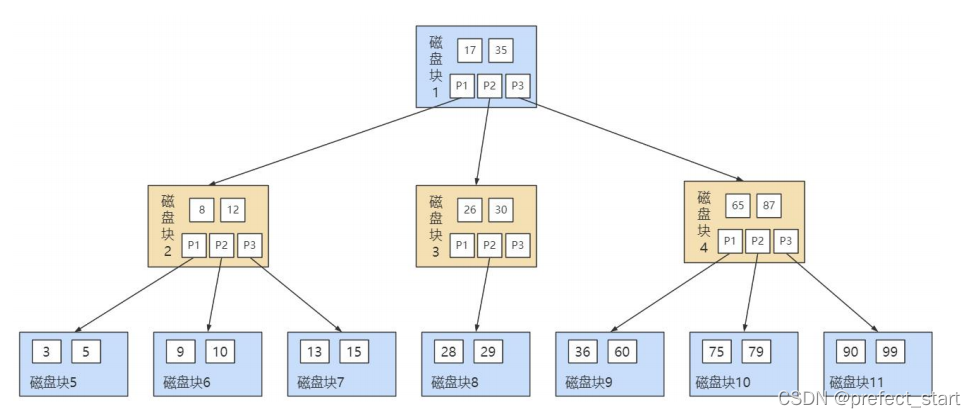 磁盘块1
17 35
P1 P2 P3
磁盘块2
8 12
P1 P2 P3
磁盘块3
26 30
P1 P2 P3
磁盘块4
65 87
P1 P2 P3
3 5
磁盘块5
9 10
磁盘块6
13 15
磁盘块7
28 29
磁盘块8
36 60
磁盘块9
75 79
磁盘块10
90 99
磁盘块11
CSDN @prefect_start